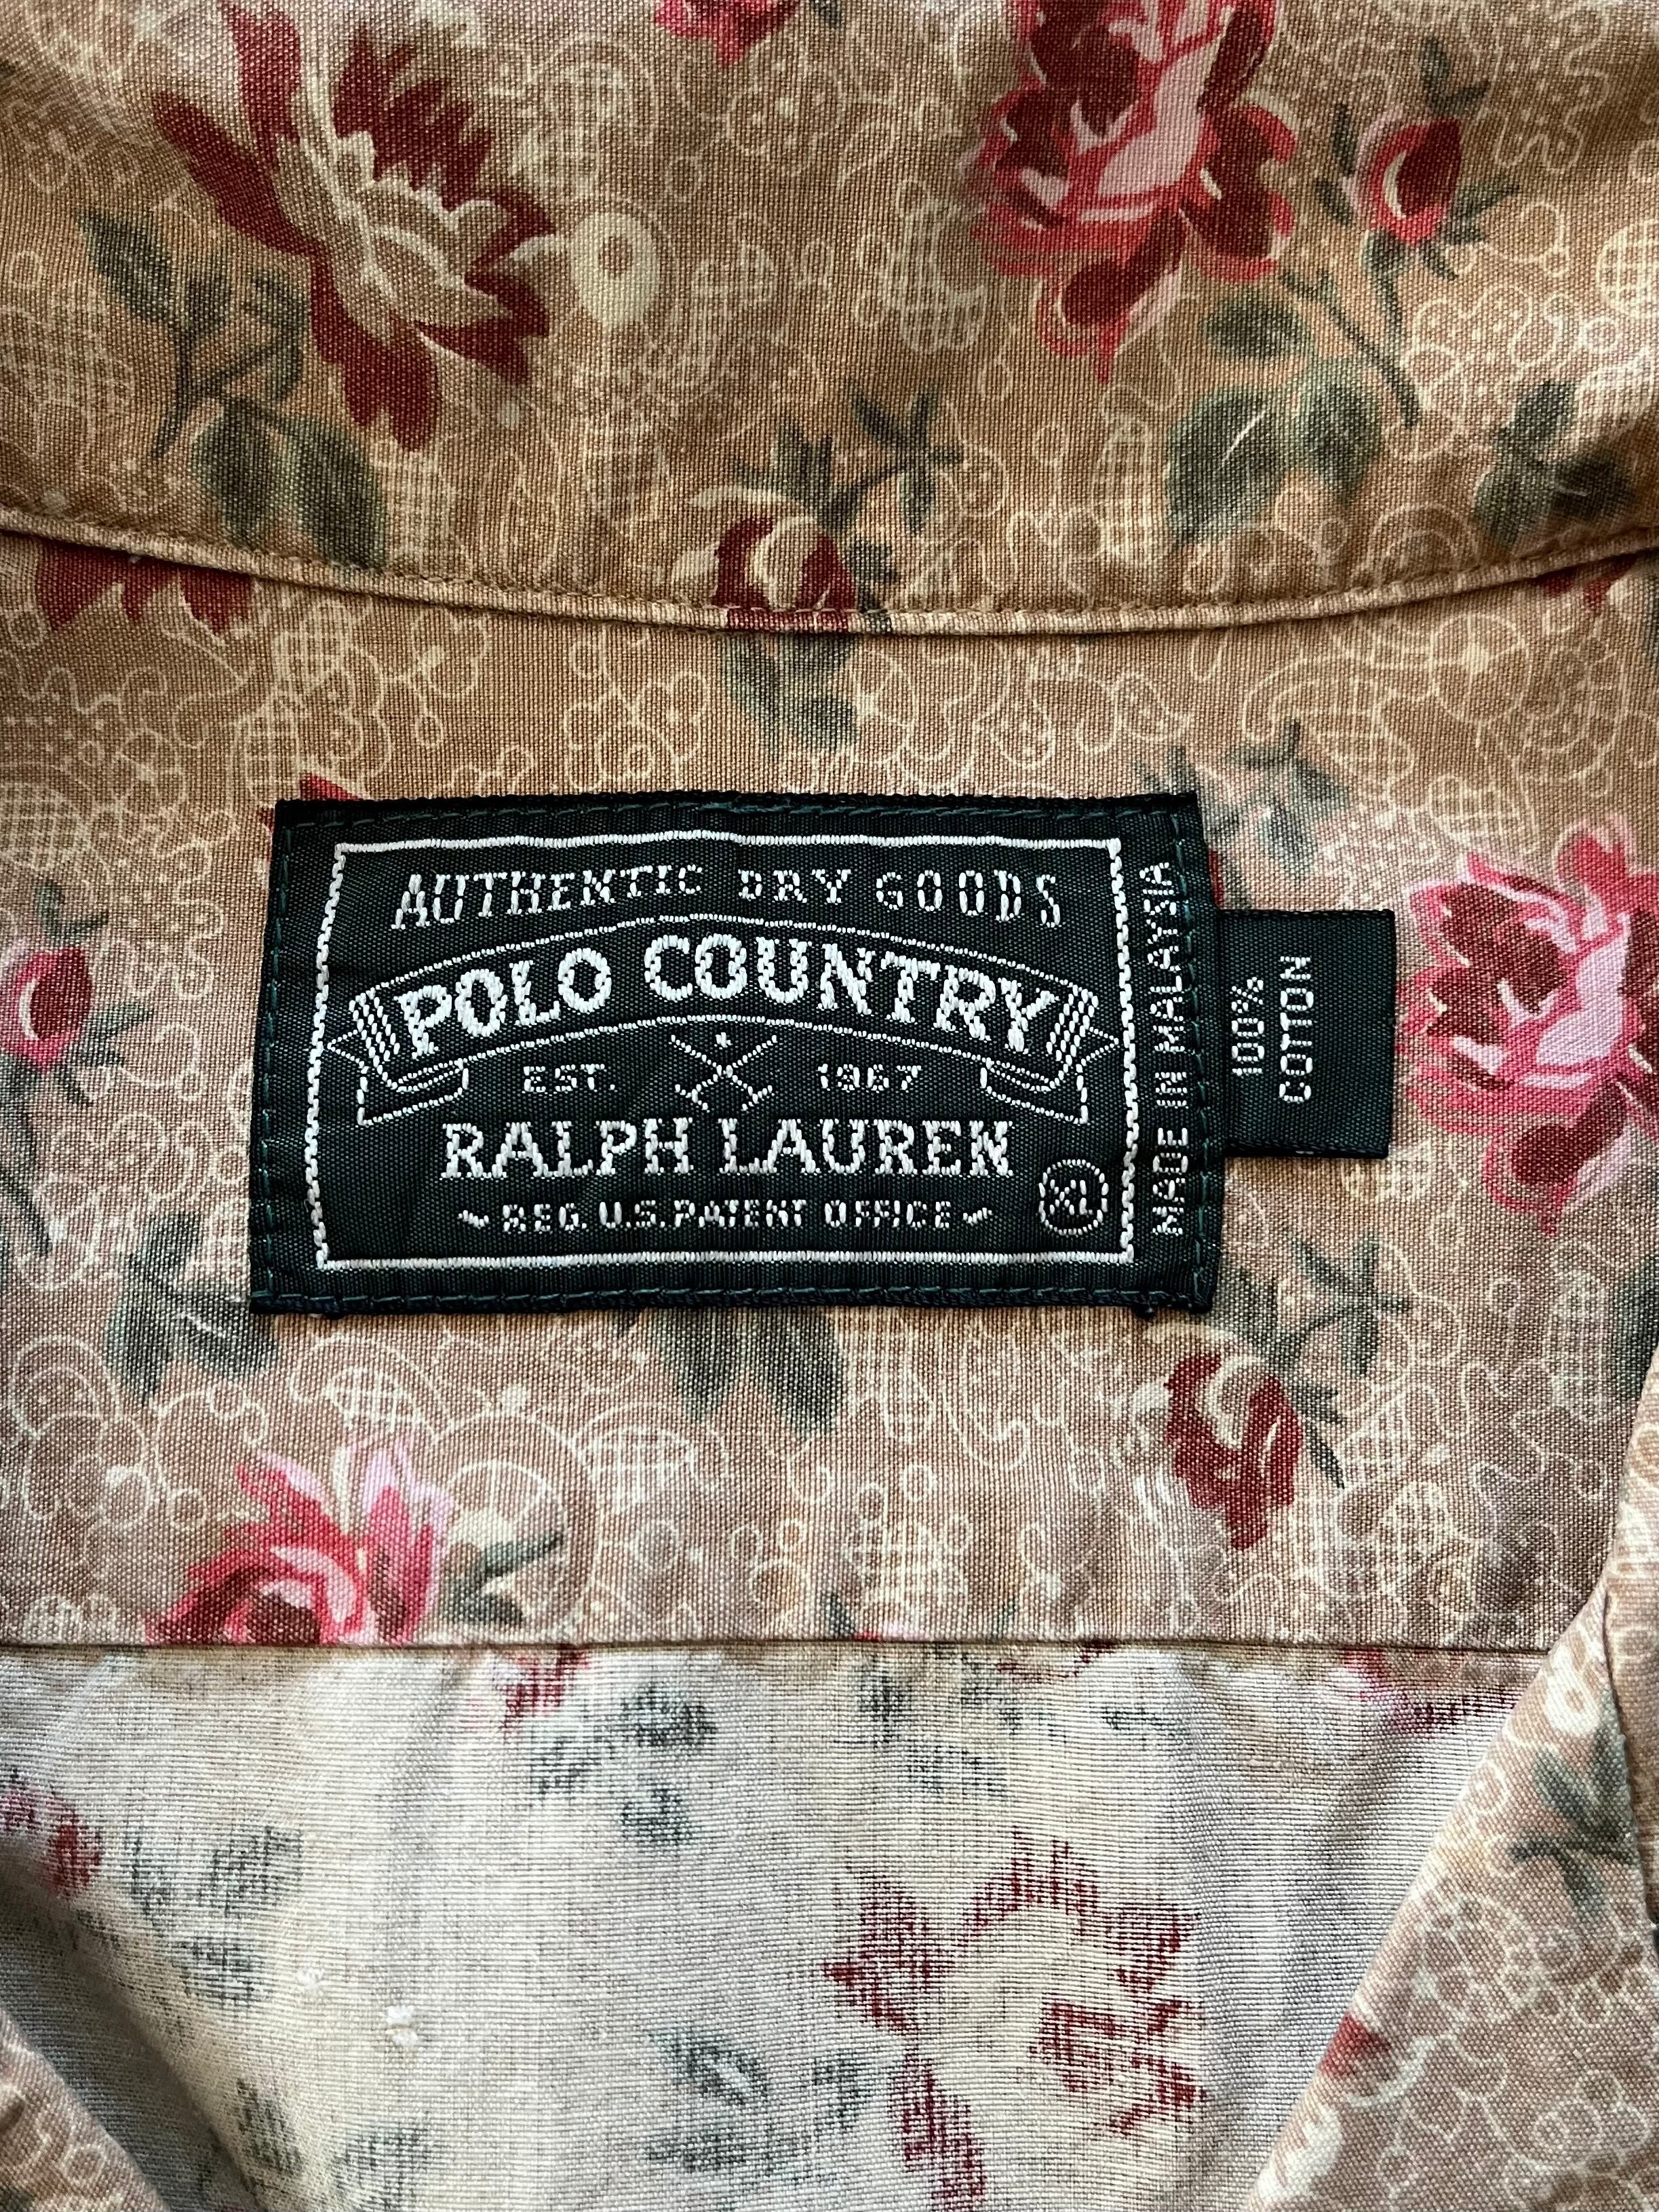 AUTHENTIC DRY GOODS
POLO COUNTRY
EST. 1967
RALPH LAUREN
REG. U.S. PATENT OFFICE
XL
MADE IN MALAYSIA
100%
COTTON